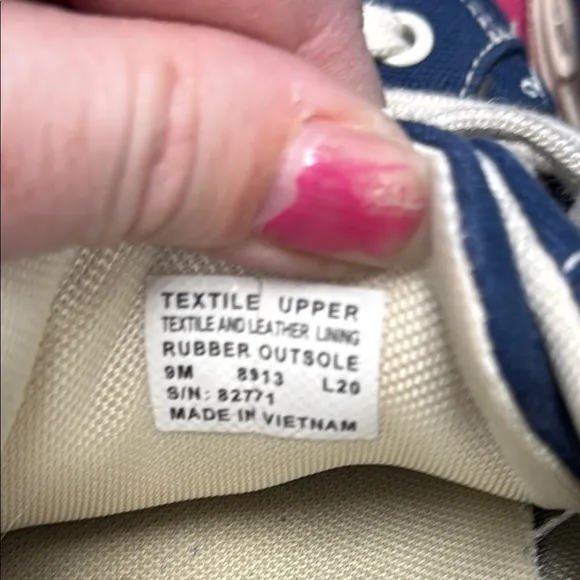 TEXTILE UPPER
TEXTILE AND LEATHER LINING
RUBBER OUTSOLE
9M 8913 L20
S/N: 82771
MADE IN VIETNAM